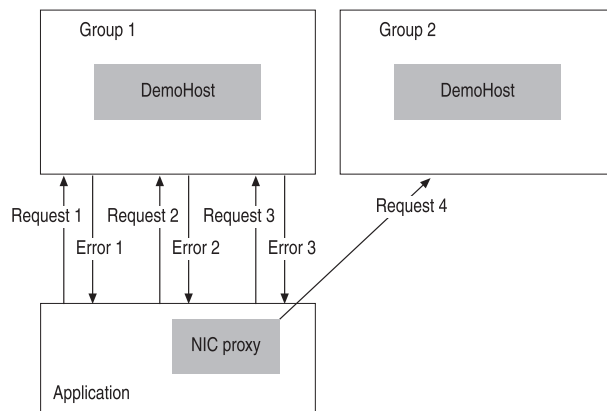 Group 1
DemoHost
Group 2
DemoHost
Request 1
Request 2
Request 3
Request 4
Error 1
Error 2
Error 3
NIC proxy
Application